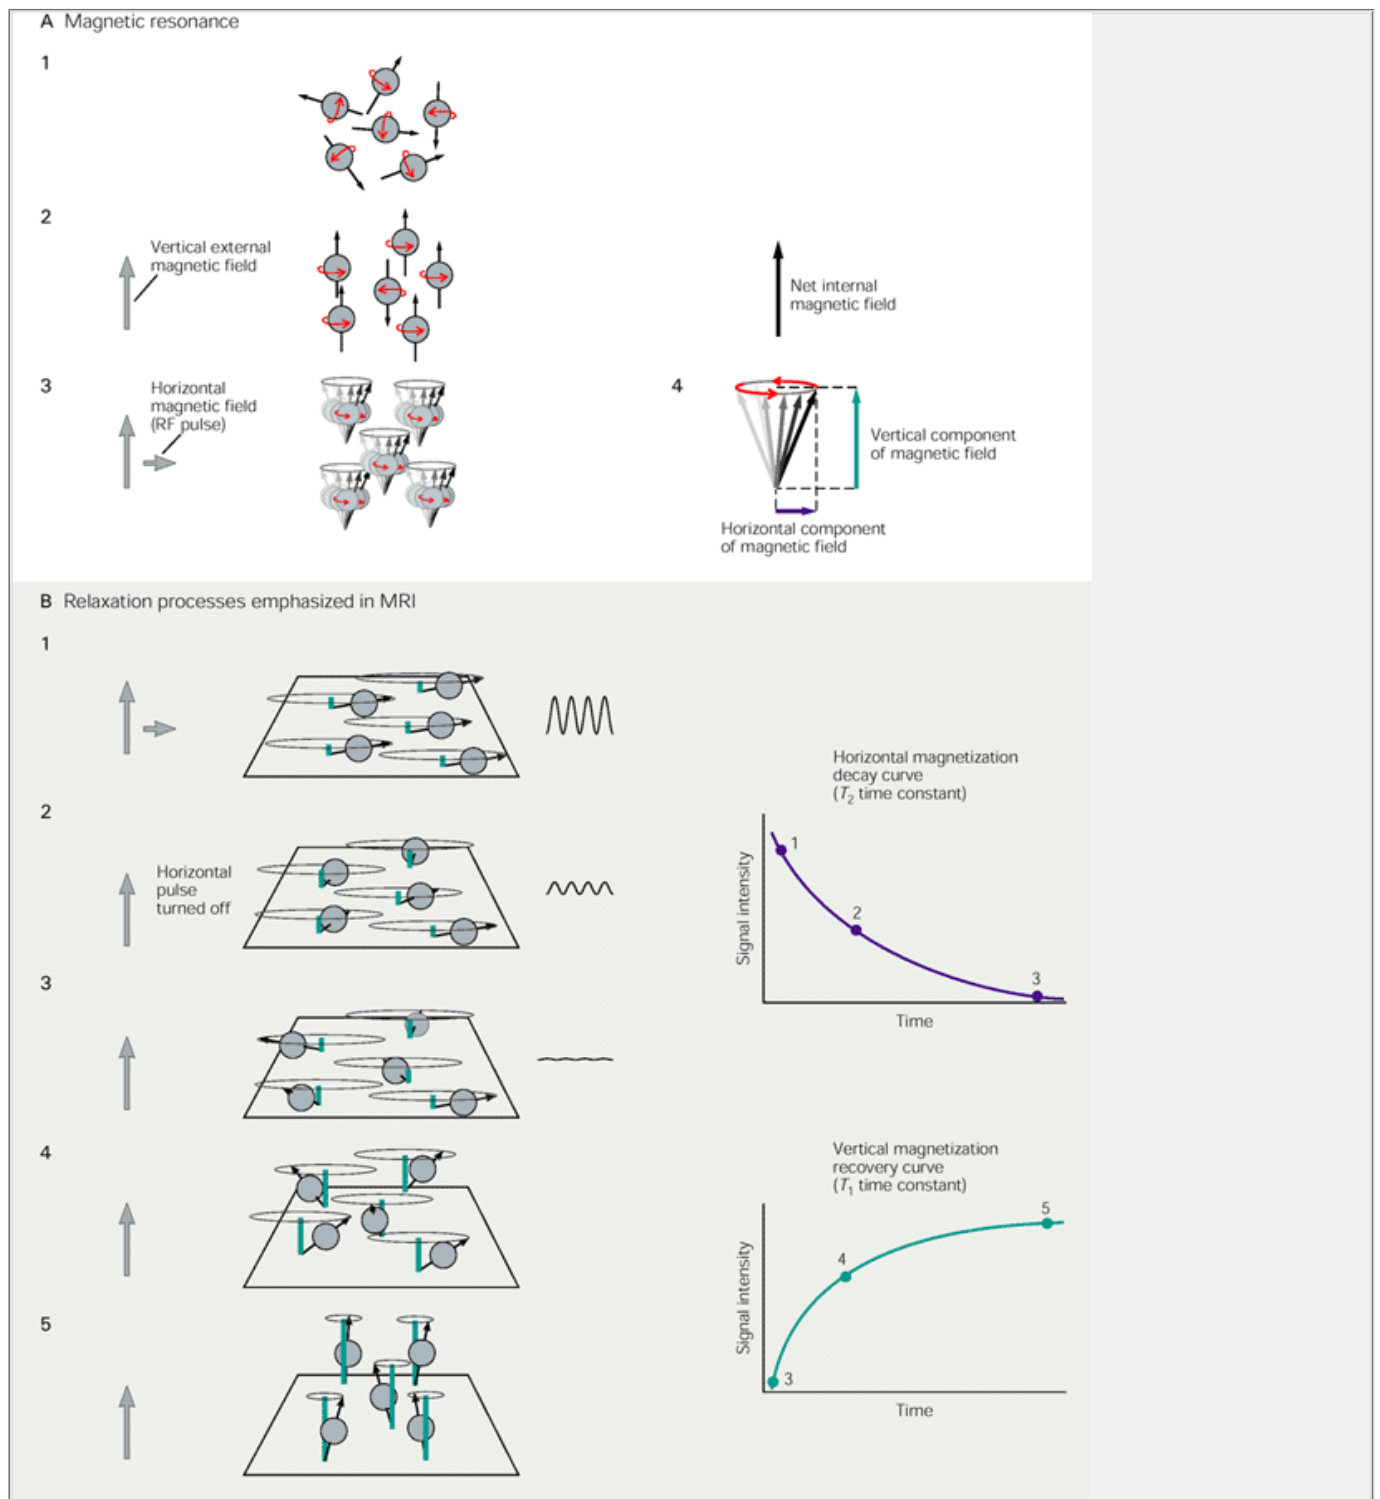 A Magnetic resonance
1
2
Vertical external
magnetic field
Net internal
magnetic field
3
Horizontal
magnetic field
(RF pulse)
4
Vertical component
of magnetic field
Horizontal component
of magnetic field
B Relaxation processes emphasized in MRI
1
Horizontal magnetization
decay curve
(T2 time constant)
2
Horizontal
pulse
turned off
Signal intensity
1
2
3
Time
3
4
Vertical magnetization
recovery curve
(T1 time constant)
Signal intensity
3
4
5
Time
5